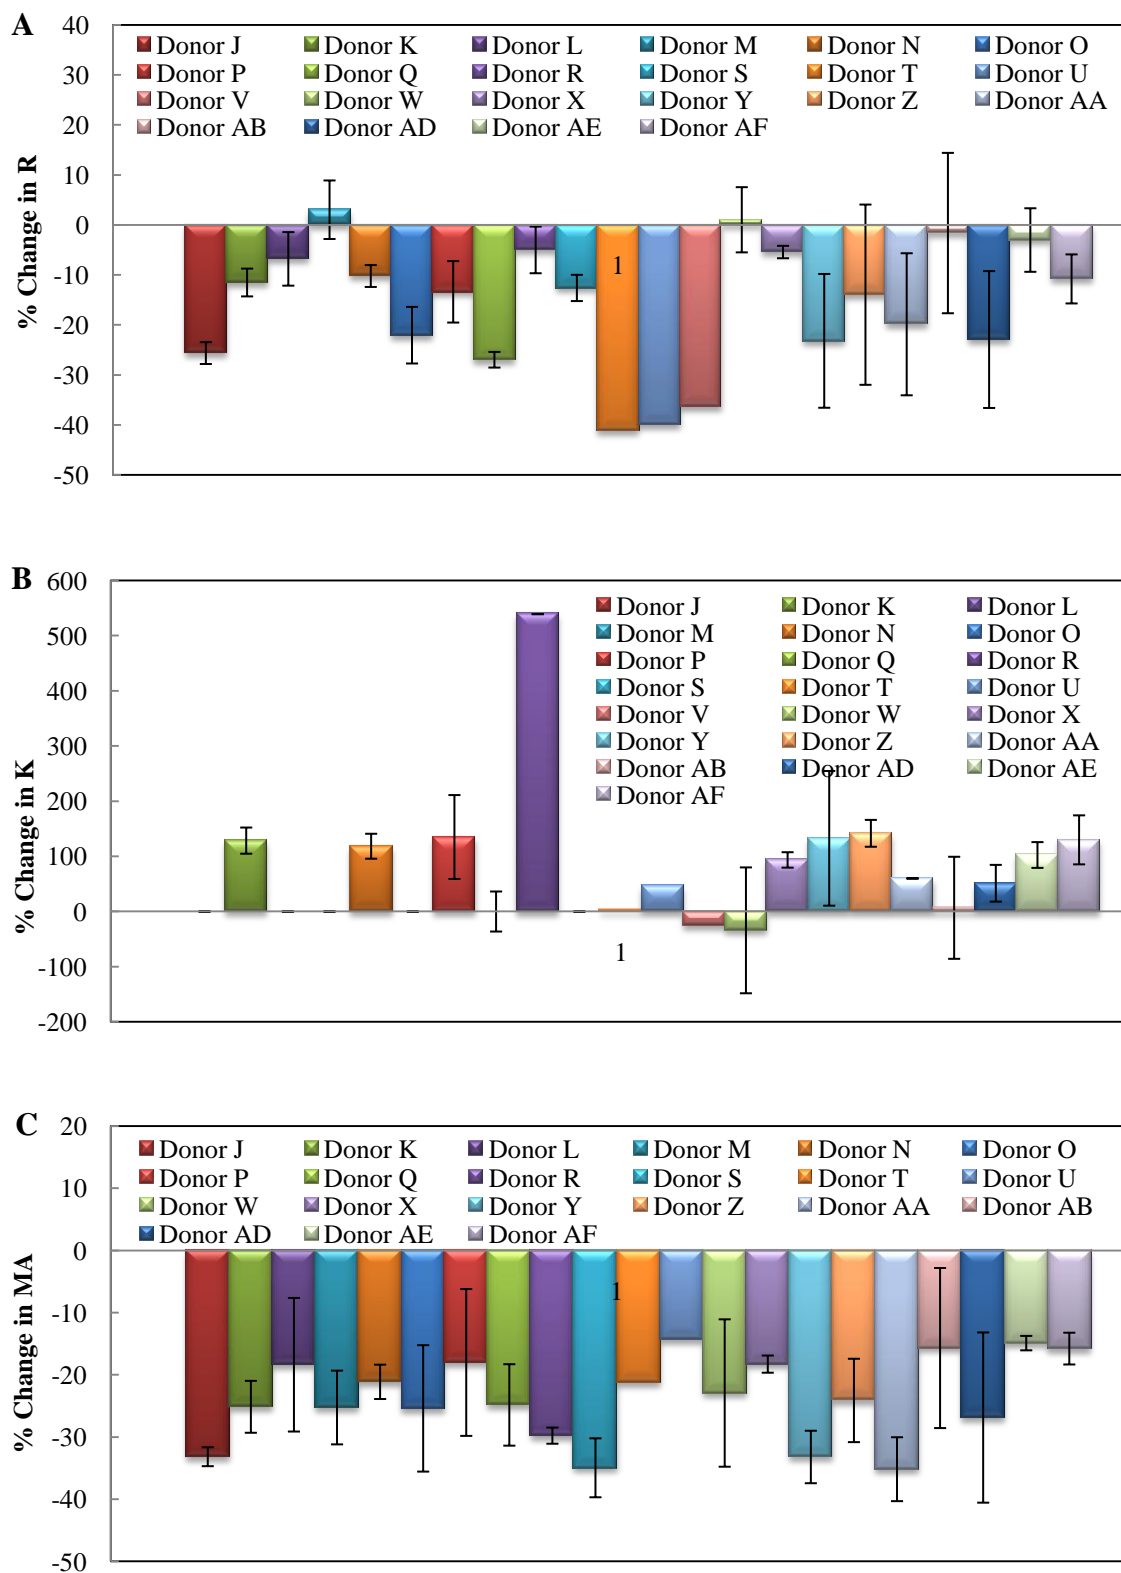 A
40
30
20
10
0
-10
-20
-30
-40
-50
% Change in R
Donor J Donor K Donor L Donor M Donor N Donor O
Donor P Donor Q Donor R Donor S Donor T Donor U
Donor V Donor W Donor X Donor Y Donor Z Donor AA
Donor AB Donor AD Donor AE Donor AF
1
B
600
500
400
300
200
100
0
-100
-200
% Change in K
Donor J Donor K Donor L
Donor M Donor N Donor O
Donor P Donor Q Donor R
Donor S Donor T Donor U
Donor V Donor W Donor X
Donor Y Donor Z Donor AA
Donor AB Donor AD Donor AE
Donor AF
1
C
20
10
0
-10
-20
-30
-40
-50
% Change in MA
Donor J Donor K Donor L Donor M Donor N Donor O
Donor P Donor Q Donor R Donor S Donor T Donor U
Donor W Donor X Donor Y Donor Z Donor AA Donor AB
Donor AD Donor AE Donor AF
1